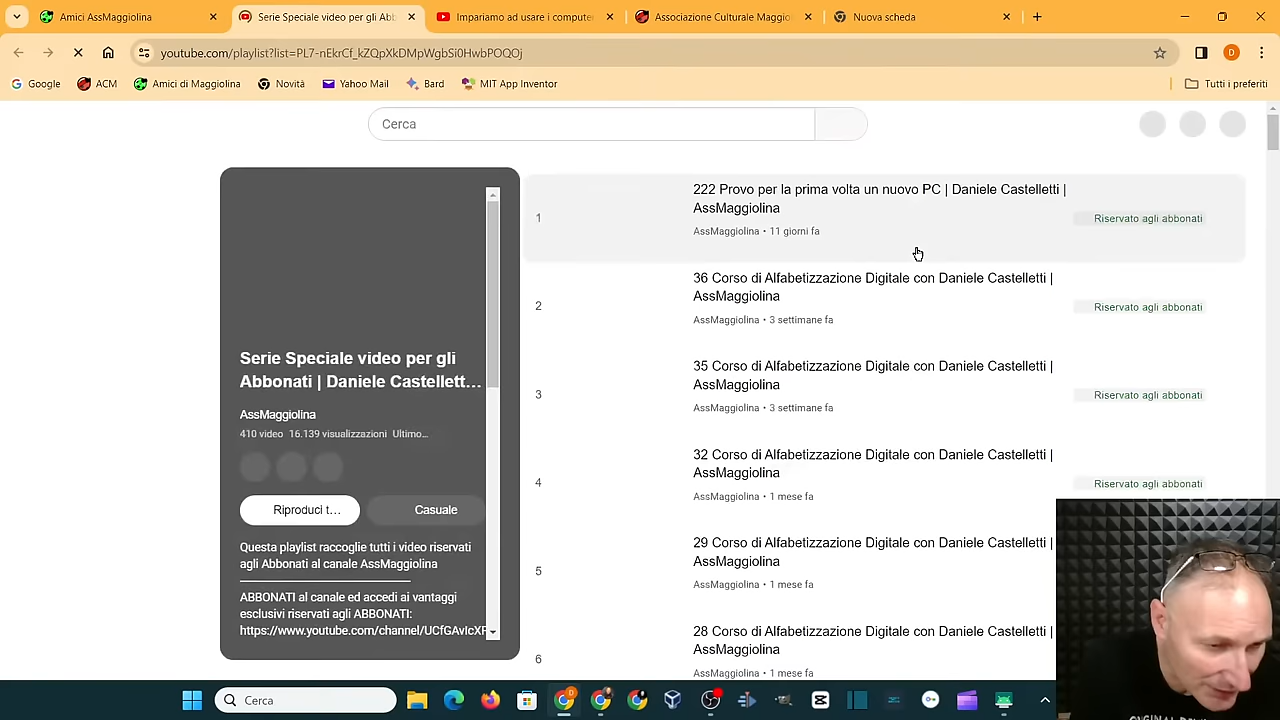 Amici AssMaggiolina
Serie Speciale video per gli Abb
Impariamo ad usare i compute
Associazione Culturale Maggio
Nuova scheda
youtube.com/playlist?list=PL7-nEkrCf_kZQpXkDMpWgbSi0HwbPOQOj
D
Google
ACM
Amici di Maggiolina
Novità
Yahoo Mail
Bard
MIT App Inventor
Tutti i preferiti
Cerca
Serie Speciale video per gli
Abbonati | Daniele Castellett…
AssMaggiolina
410 video 16.139 visualizzazioni Ultimo…
Riproduci t…
Casuale
Questa playlist raccoglie tutti i video riservati
agli Abbonati al canale AssMaggiolina
ABBONATI al canale ed accedi ai vantaggi
esclusivi riservati agli ABBONATI:
https://www.youtube.com/channel/UCfGAvIcXF
1
222 Provo per la prima volta un nuovo PC | Daniele Castelletti |
AssMaggiolina
AssMaggiolina • 11 giorni fa
Riservato agli abbonati
2
36 Corso di Alfabetizzazione Digitale con Daniele Castelletti |
AssMaggiolina
AssMaggiolina • 3 settimane fa
Riservato agli abbonati
3
35 Corso di Alfabetizzazione Digitale con Daniele Castelletti |
AssMaggiolina
AssMaggiolina • 3 settimane fa
Riservato agli abbonati
4
32 Corso di Alfabetizzazione Digitale con Daniele Castelletti |
AssMaggiolina
AssMaggiolina • 1 mese fa
Riservato agli abbonati
5
29 Corso di Alfabetizzazione Digitale con Daniele Castelletti |
AssMaggiolina
AssMaggiolina • 1 mese fa
6
28 Corso di Alfabetizzazione Digitale con Daniele Castelletti |
AssMaggiolina
AssMaggiolina • 1 mese fa
Cerca